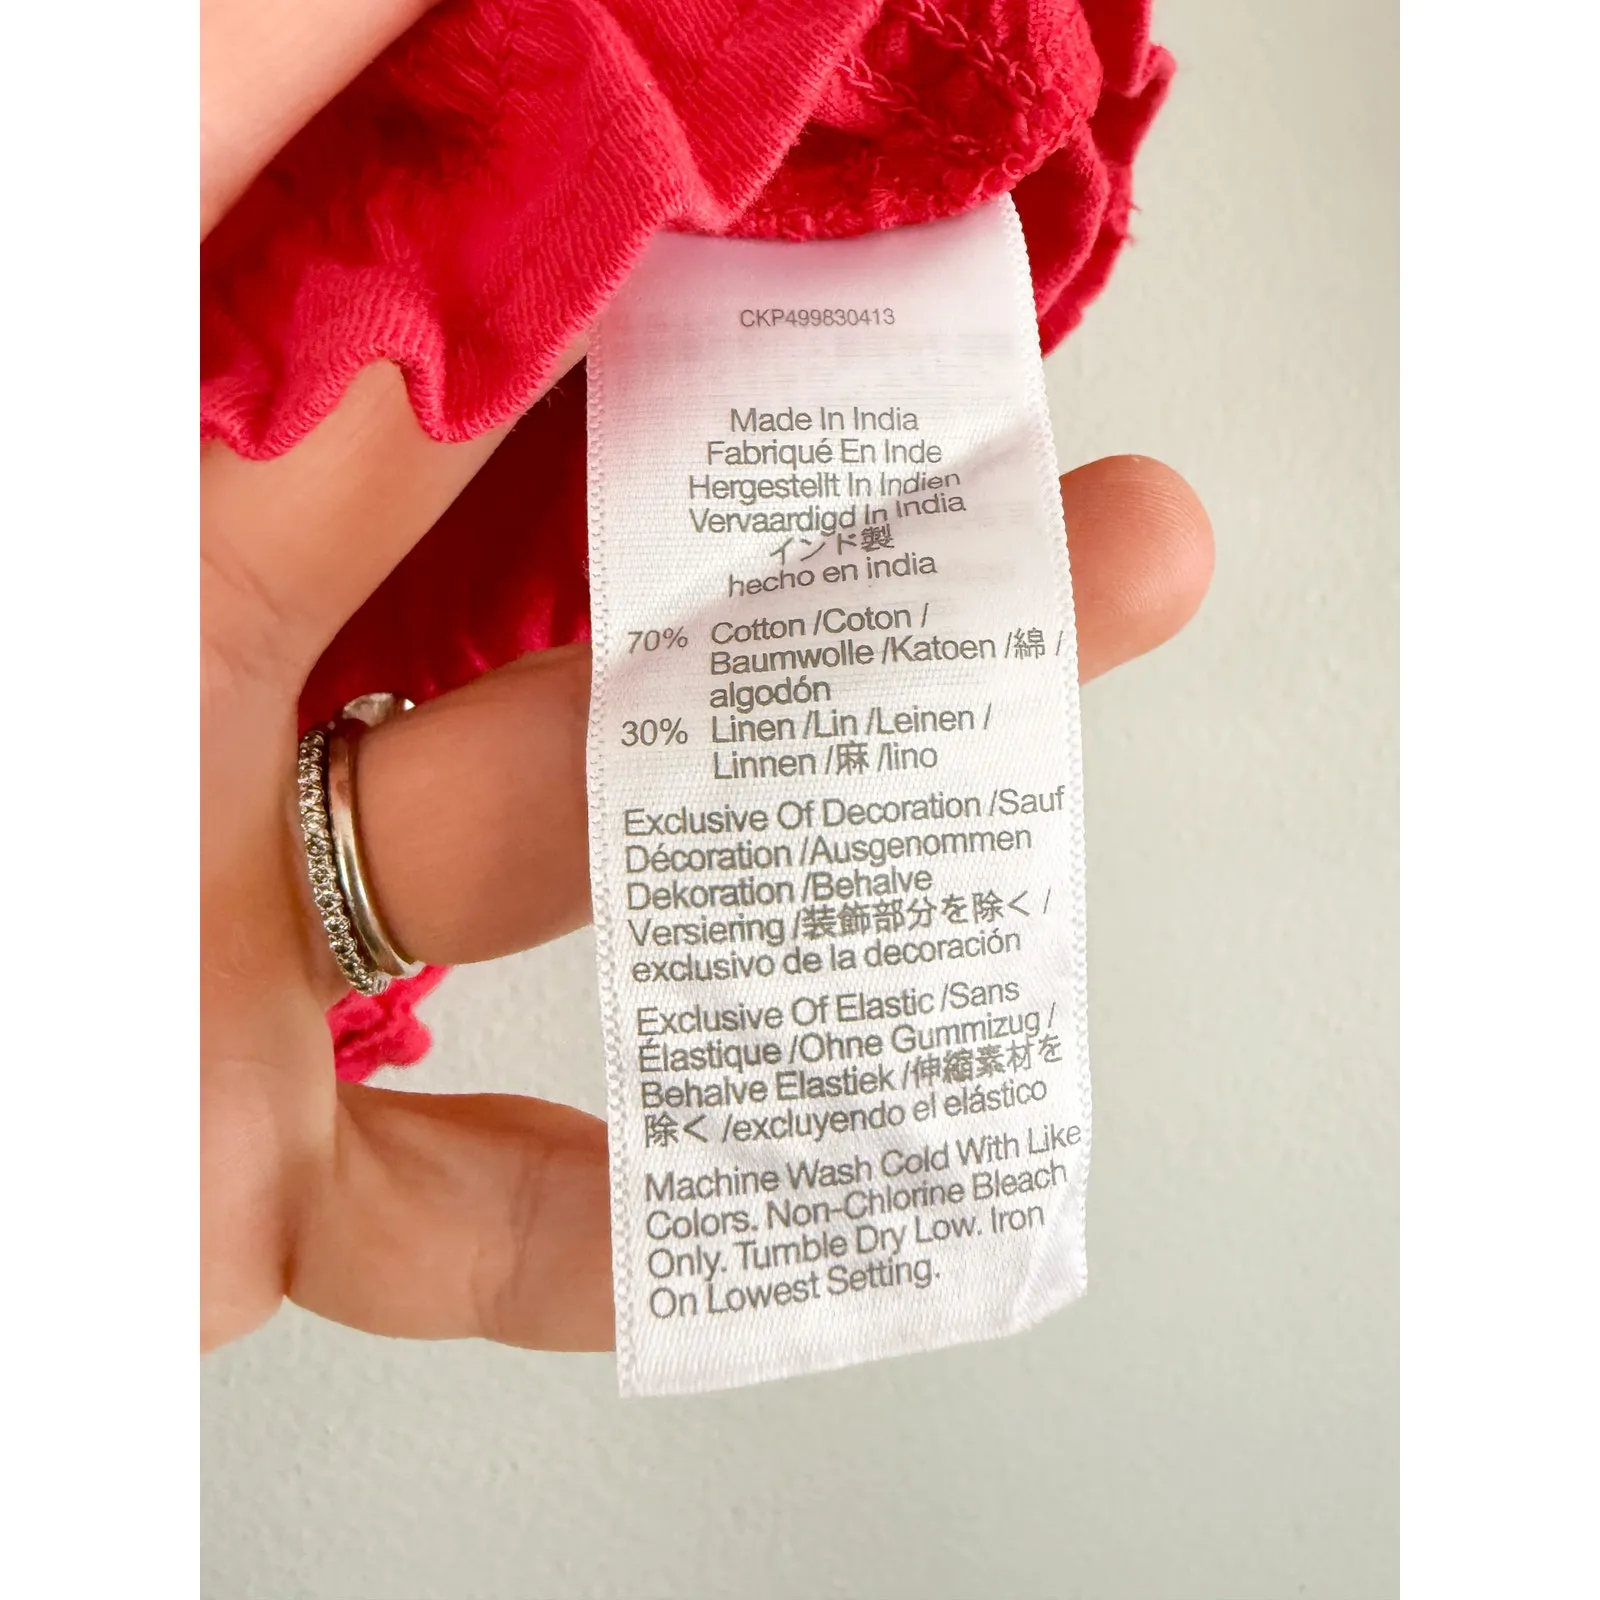 CKP499830413
Made In India
Fabriqué En Inde
Hergestellt In Indien
Vervaardigd In India
インド製
hecho en india
70% Cotton /Coton /
Baumwolle /Katoen /綿 /
algodón
30% Linen /Lin /Leinen /
Linnen /麻 /lino
Exclusive Of Decoration /Sauf
Décoration /Ausgenommen
Dekoration /Behalve
Versiering /装飾部分を除く /
exclusivo de la decoración
Exclusive Of Elastic /Sans
Élastique /Ohne Gummizug /
Behalve Elastiek /伸縮素材を
除く /excluyendo el elástico
Machine Wash Cold With Like
Colors. Non-Chlorine Bleach
Only. Tumble Dry Low. Iron
On Lowest Setting.